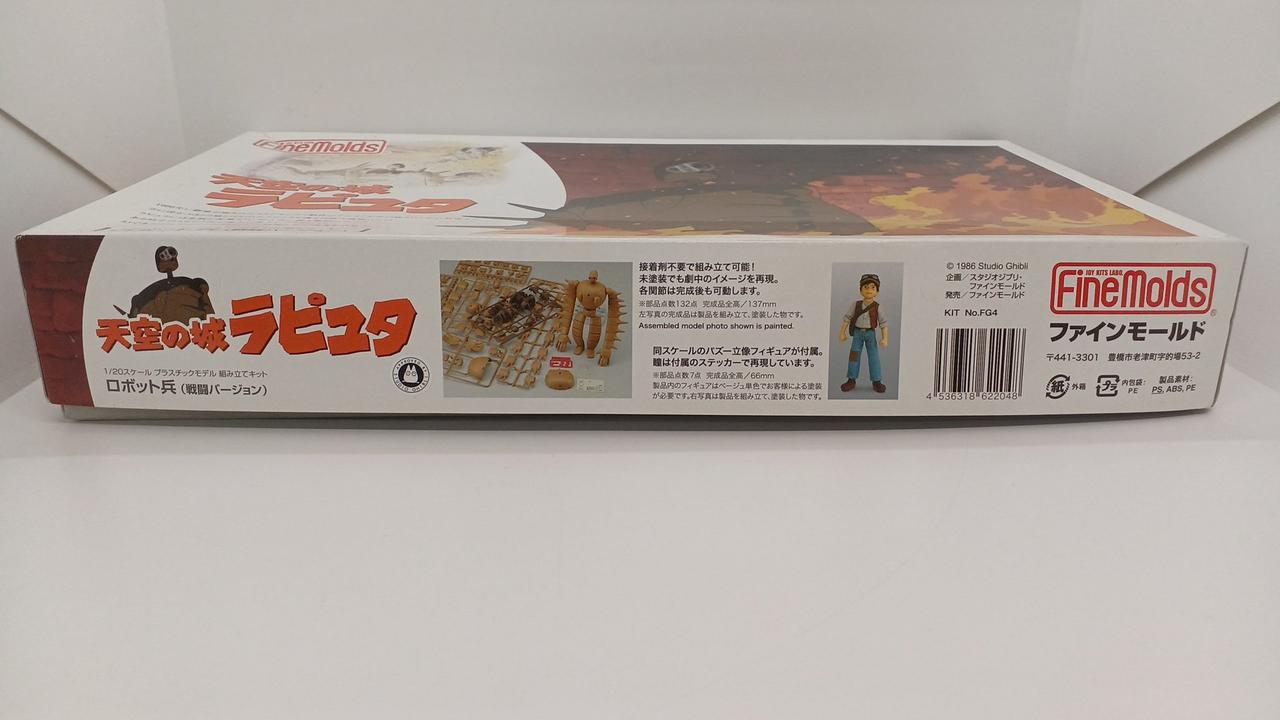 FineMolds
天空の城
ラピュタ
天空の城ラピュタ
1/20スケール プラスチックモデル 組み立てキット
ロボット兵(戦闘バージョン)
接着剤不要で組み立て可能!
未塗装でも劇中のイメージを再現。
各関節は完成後も可動します。
※部品点数132点 完成品全高/137mm
左写真の完成品は製品を組み立て、塗装した物です。
Assembled model photo shown is painted.
同スケールのパズー立像フィギュアが付属。
瞳は付属のステッカーで再現しています。
※部品点数7点 完成品全高/66mm
製品内のフィギュアはベージュ単色でお客様による塗装
が必要です。右写真は製品を組み立て、塗装した物です。
© 1986 Studio Ghibli
企画/スタジオジブリ・
ファインモールド
発売/ファインモールド
KIT No.FG4
4 536318 622048
JOY KITS LABO.
FineMolds®
ファインモールド
〒441-3301 豊橋市老津町字的場53-2
紙 外箱
プラ 内包袋:
PE
製品素材:
PS, ABS, PE